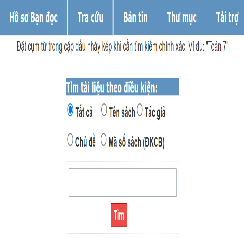 Hồ sơ Bạn đọc Tra cứu Bản tin Thư mục Tài trợ
Đặt cụm từ trong cặp dấu nháy kép khi cần tìm kiếm chính xác. Ví dụ: "Toán 7"
Tìm tài liệu theo điều kiện:
Tất cả Tên sách Tác giả
Chủ đề Mã số sách (ĐKCB)
Tìm